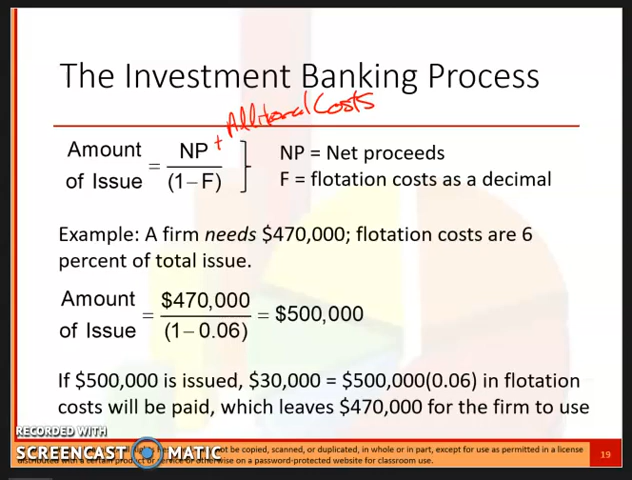 The Investment Banking Process
+ Additional Costs
Amount of Issue = NP / (1 – F)
NP = Net proceeds
F = flotation costs as a decimal
Example: A firm needs $470,000; flotation costs are 6
percent of total issue.
Amount of Issue = $470,000 / (1 – 0.06) = $500,000
If $500,000 is issued, $30,000 = $500,000(0.06) in flotation
costs will be paid, which leaves $470,000 for the firm to use
RECORDED WITH
SCREENCAST MATIC
not be copied, scanned, or duplicated, in whole or in part, except for use as permitted in a license
distributed with a certain product or service or otherwise on a password-protected website for classroom use.
19